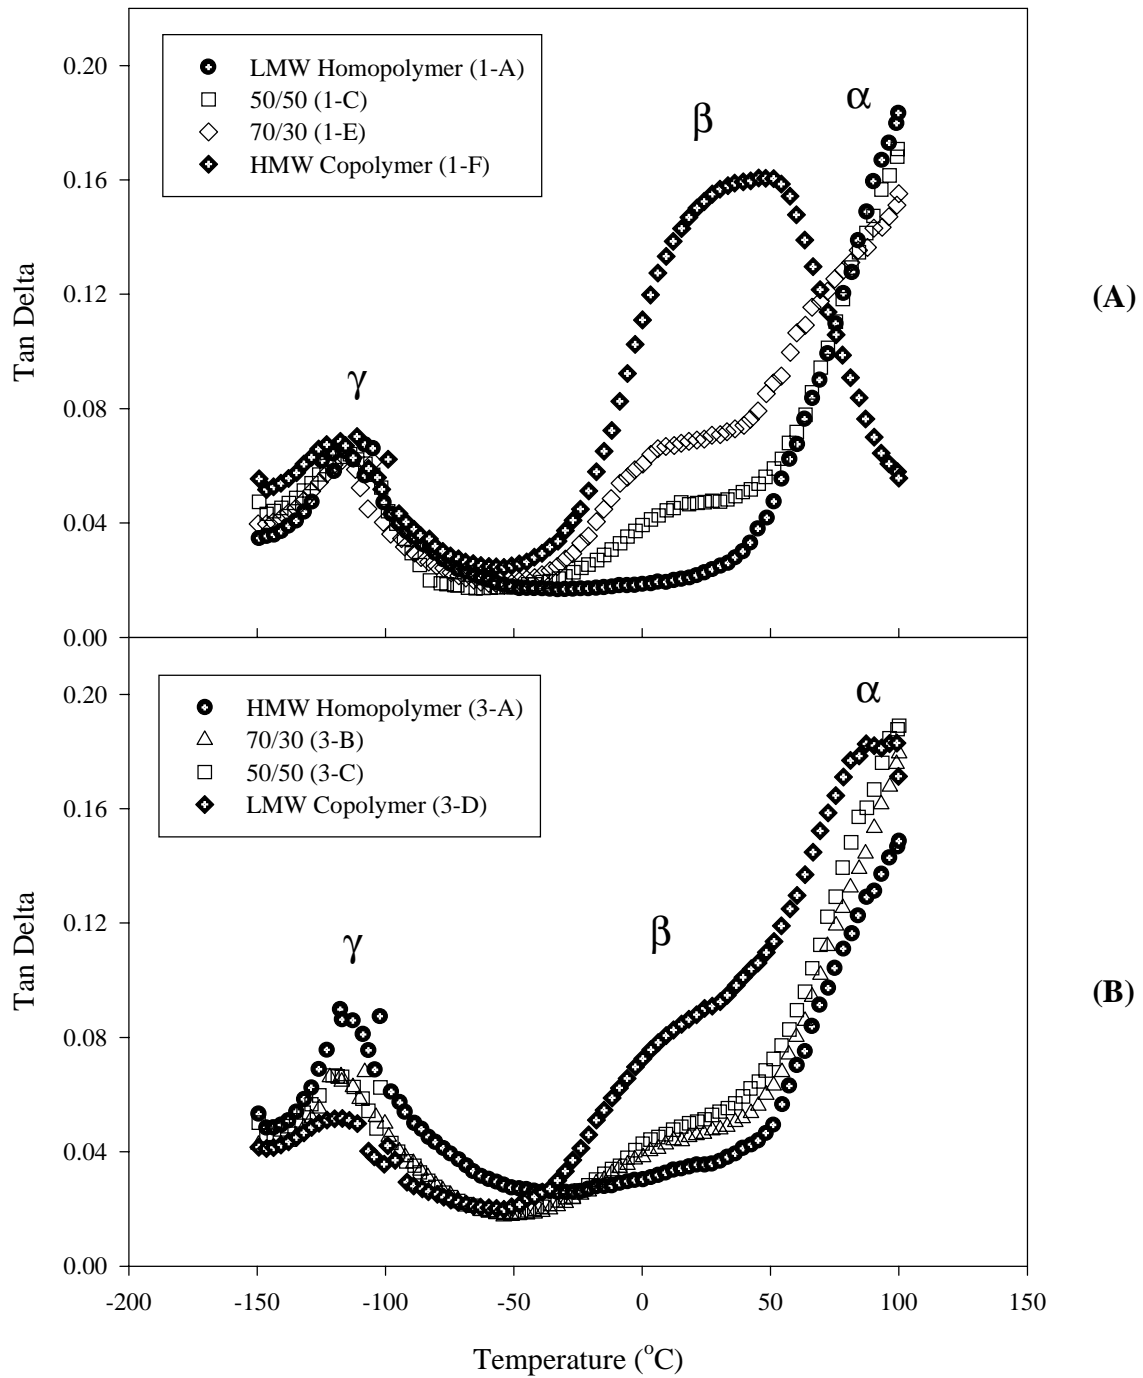 0.20
0.16
0.12
0.08
0.04
0.00
Tan Delta
LMW Homopolymer (1-A)
50/50 (1-C)
70/30 (1-E)
HMW Copolymer (1-F)
γ
β
α
(A)
0.20
0.16
0.12
0.08
0.04
0.00
Tan Delta
HMW Homopolymer (3-A)
70/30 (3-B)
50/50 (3-C)
LMW Copolymer (3-D)
γ
β
α
(B)
-200 -150 -100 -50 0 50 100 150
Temperature (°C)